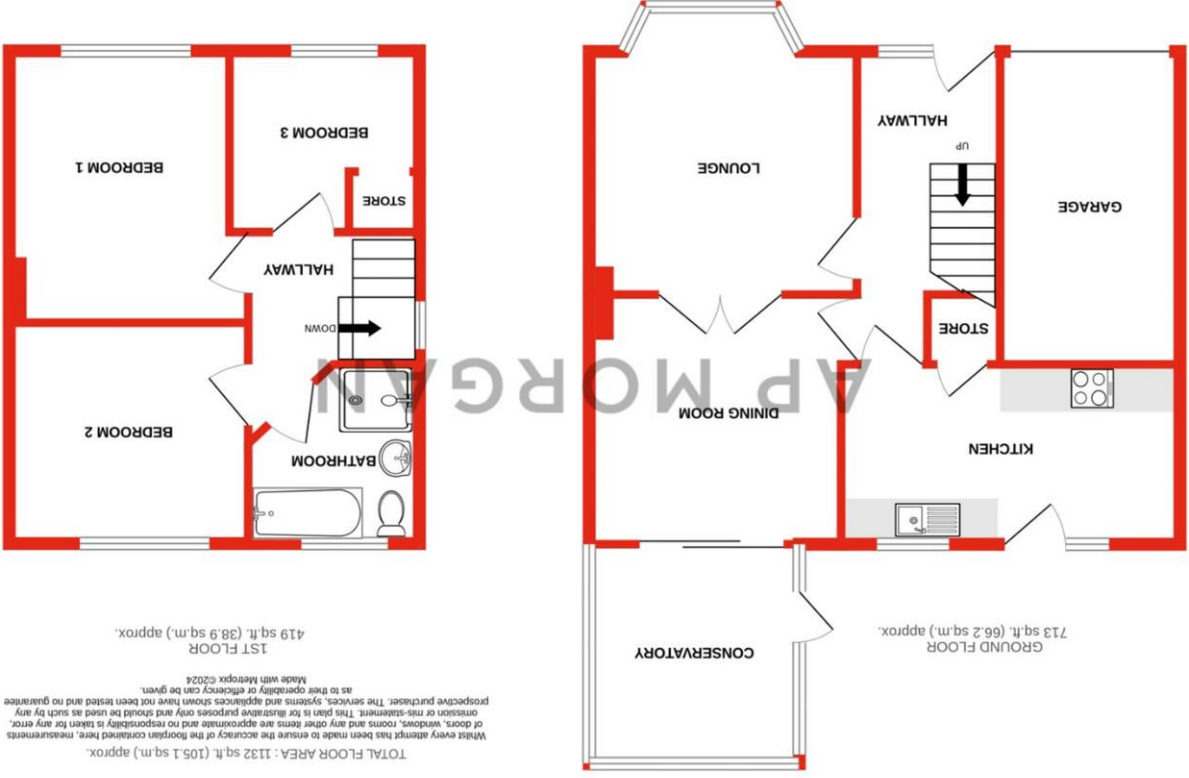 GROUND FLOOR
713 sq.ft. (66.2 sq.m.) approx.
1ST FLOOR
419 sq.ft. (38.9 sq.m.) approx.
CONSERVATORY
KITCHEN
DINING ROOM
STORE
GARAGE
UP
HALLWAY
LOUNGE
BATHROOM
BEDROOM 2
DOWN
HALLWAY
STORE
BEDROOM 3
BEDROOM 1
AP MORGAN
TOTAL FLOOR AREA : 1132 sq.ft. (105.1 sq.m.) approx.
Whilst every attempt has been made to ensure the accuracy of the floorplan contained here, measurements
of doors, windows, rooms and any other items are approximate and no responsibility is taken for any error,
omission or mis-statement. This plan is for illustrative purposes only and should be used as such by any
prospective purchaser. The services, systems and appliances shown have not been tested and no guarantee
as to their operability or efficiency can be given.
Made with Metropix ©2024